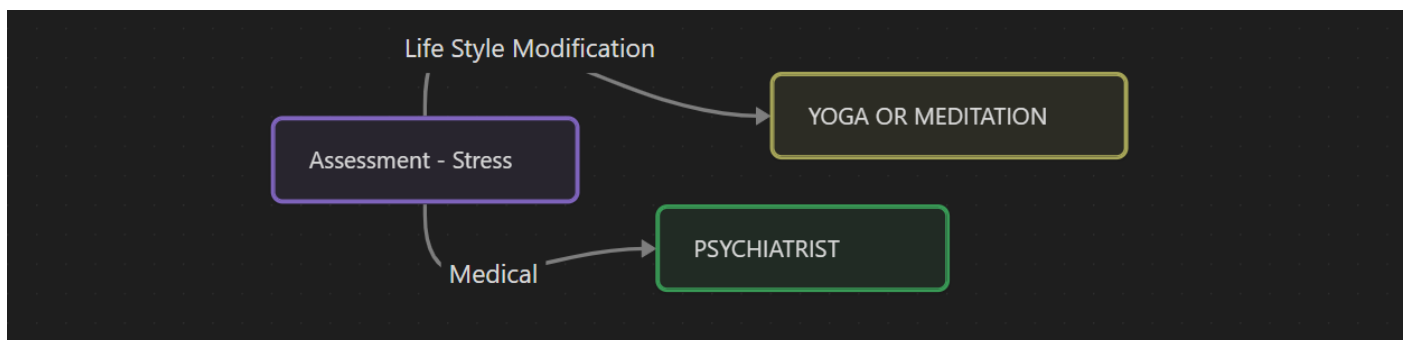 Life Style Modification
YOGA OR MEDITATION
Assessment - Stress
PSYCHIATRIST
Medical